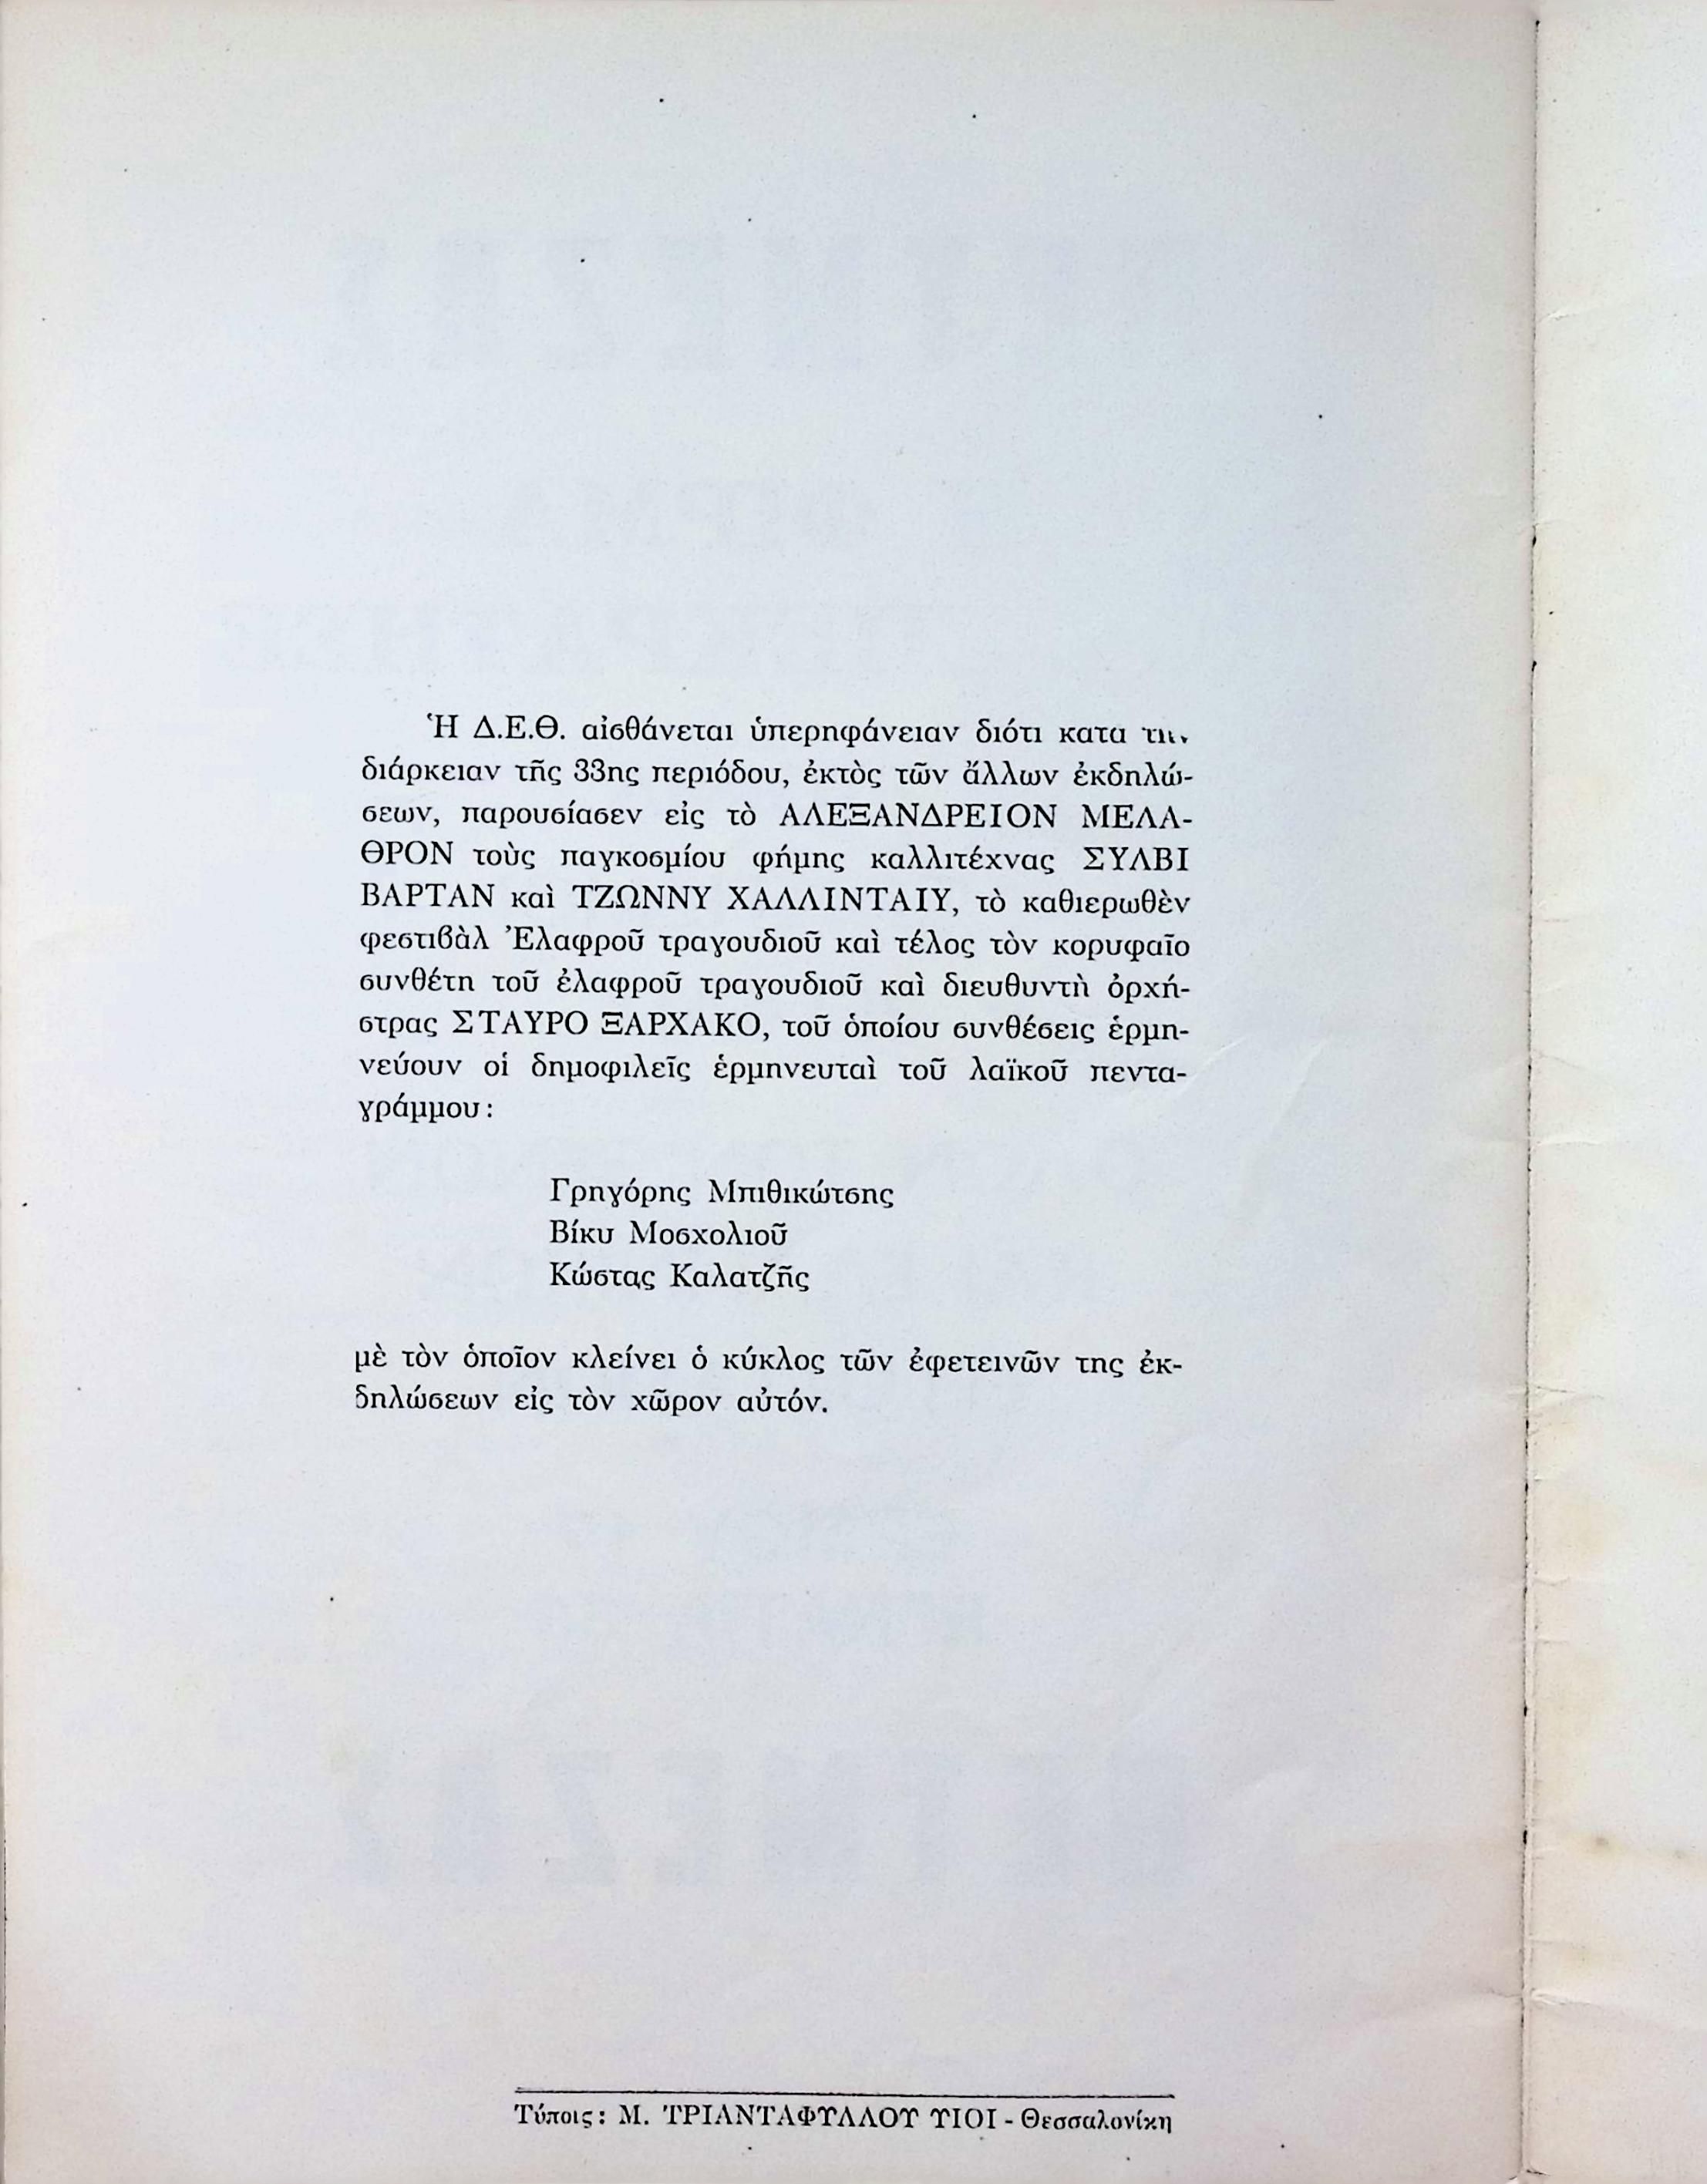 Ἡ Δ.Ε.Θ. αἰσθάνεται ὑπερηφάνειαν διότι κατα
διάρκειαν τῆς 33ης περιόδου, ἐκτὸς τῶν ἄλλων ἐκδηλώ-
σεων, παρουσίασεν εἰς τὸ ΑΛΕΞΑΝΔΡΕΙΟΝ ΜΕΛΑ-
ΘΡΟΝ τοὺς παγκοσμίου φήμης καλλιτέχνας ΣΥΛΒΙ
ΒΑΡΤΑΝ καὶ ΤΖΩΝΝΥ ΧΑΛΛΙΝΤΑΙΥ, τὸ καθιερωθὲν
φεστιβὰλ Ἐλαφροῦ τραγουδιοῦ καὶ τέλος τὸν κορυφαῖο
συνθέτη τοῦ ἐλαφροῦ τραγουδιοῦ καὶ διευθυντὴ ὀρχή-
στρας ΣΤΑΥΡΟ ΞΑΡΧΑΚΟ, τοῦ ὁποίου συνθέσεις ἑρμη-
νεύουν οἱ δημοφιλεῖς ἑρμηνευταὶ τοῦ λαϊκοῦ πεντα-
γράμμου :
Γρηγόρης Μπιθικώτσης
Βίκυ Μοσχολιοῦ
Κώστας Καλατζῆς
μὲ τὸν ὁποῖον κλείνει ὁ κύκλος τῶν ἐφετεινῶν της ἐκ-
δηλώσεων εἰς τὸν χῶρον αὐτόν.
Τύποις : Μ. ΤΡΙΑΝΤΑΦΥΛΛΟΥ ΥΙΟΙ - Θεσσαλονίκη